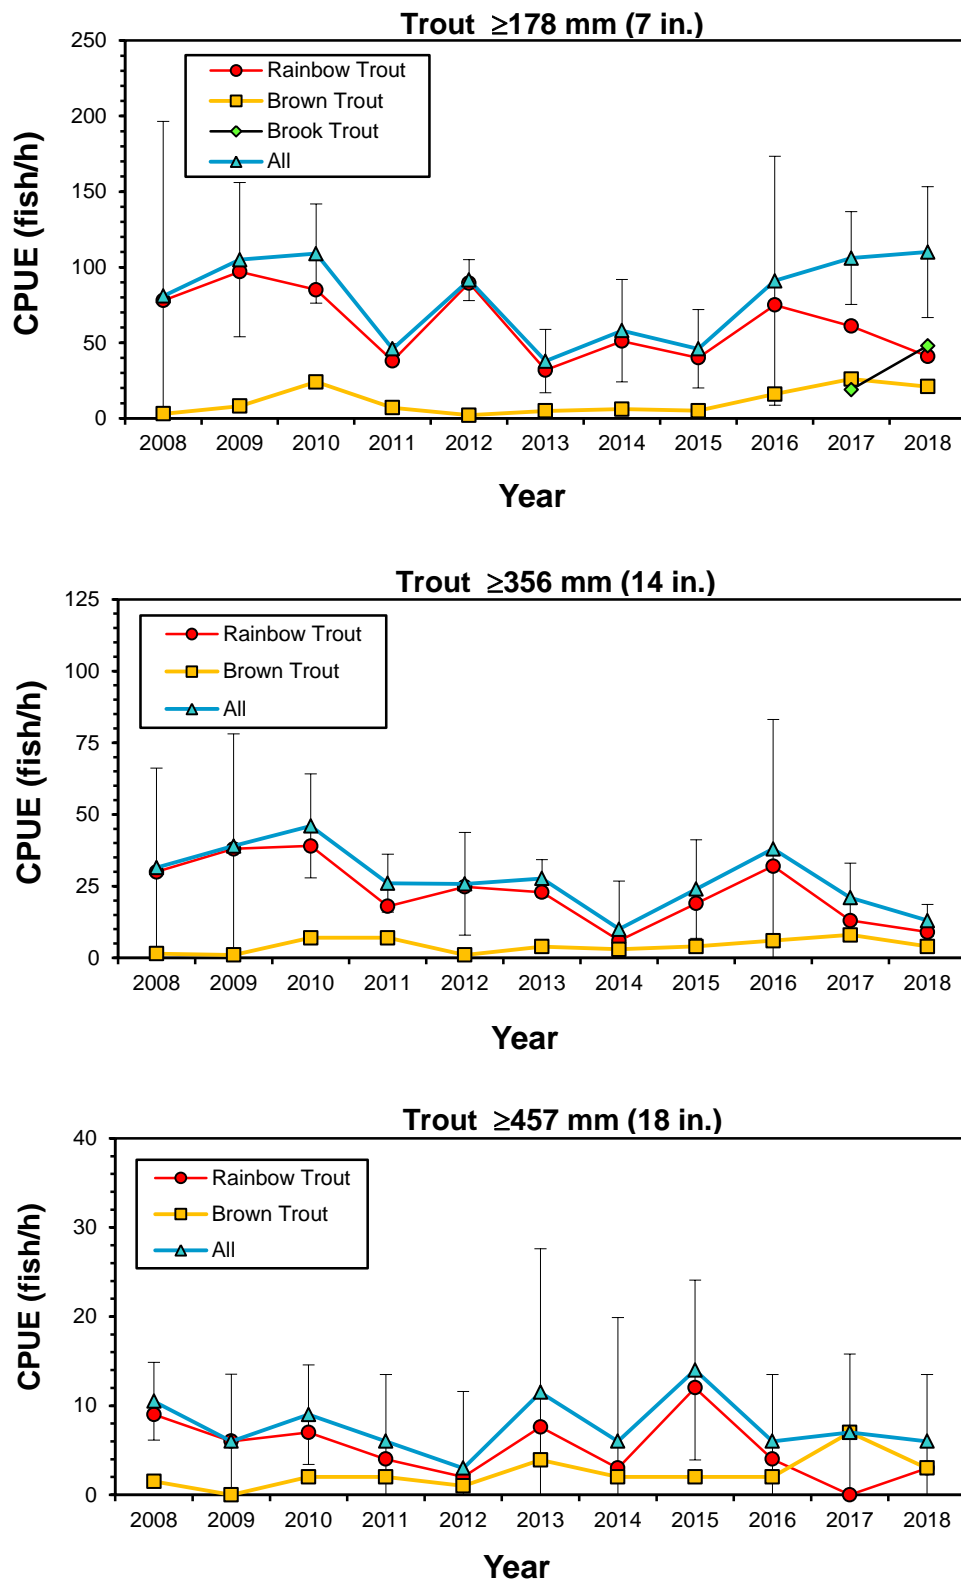 Trout ≥178 mm (7 in.)
250
200
150
100
50
0
CPUE (fish/h)
Rainbow Trout
Brown Trout
Brook Trout
All
2008 2009 2010 2011 2012 2013 2014 2015 2016 2017 2018
Year
Trout ≥356 mm (14 in.)
125
100
75
50
25
0
CPUE (fish/h)
Rainbow Trout
Brown Trout
All
2008 2009 2010 2011 2012 2013 2014 2015 2016 2017 2018
Year
Trout ≥457 mm (18 in.)
40
30
20
10
0
CPUE (fish/h)
Rainbow Trout
Brown Trout
All
2008 2009 2010 2011 2012 2013 2014 2015 2016 2017 2018
Year